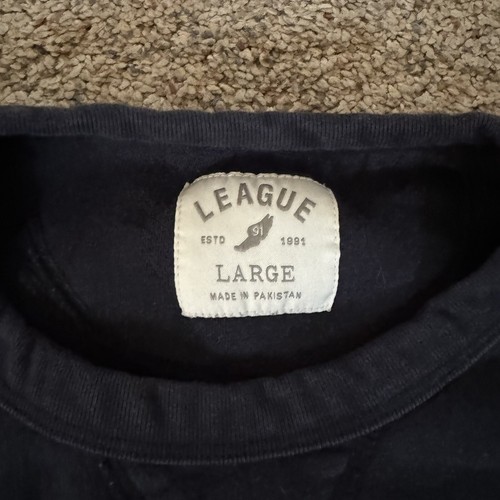 LEAGUE
ESTD 91 1991
LARGE
MADE IN PAKISTAN